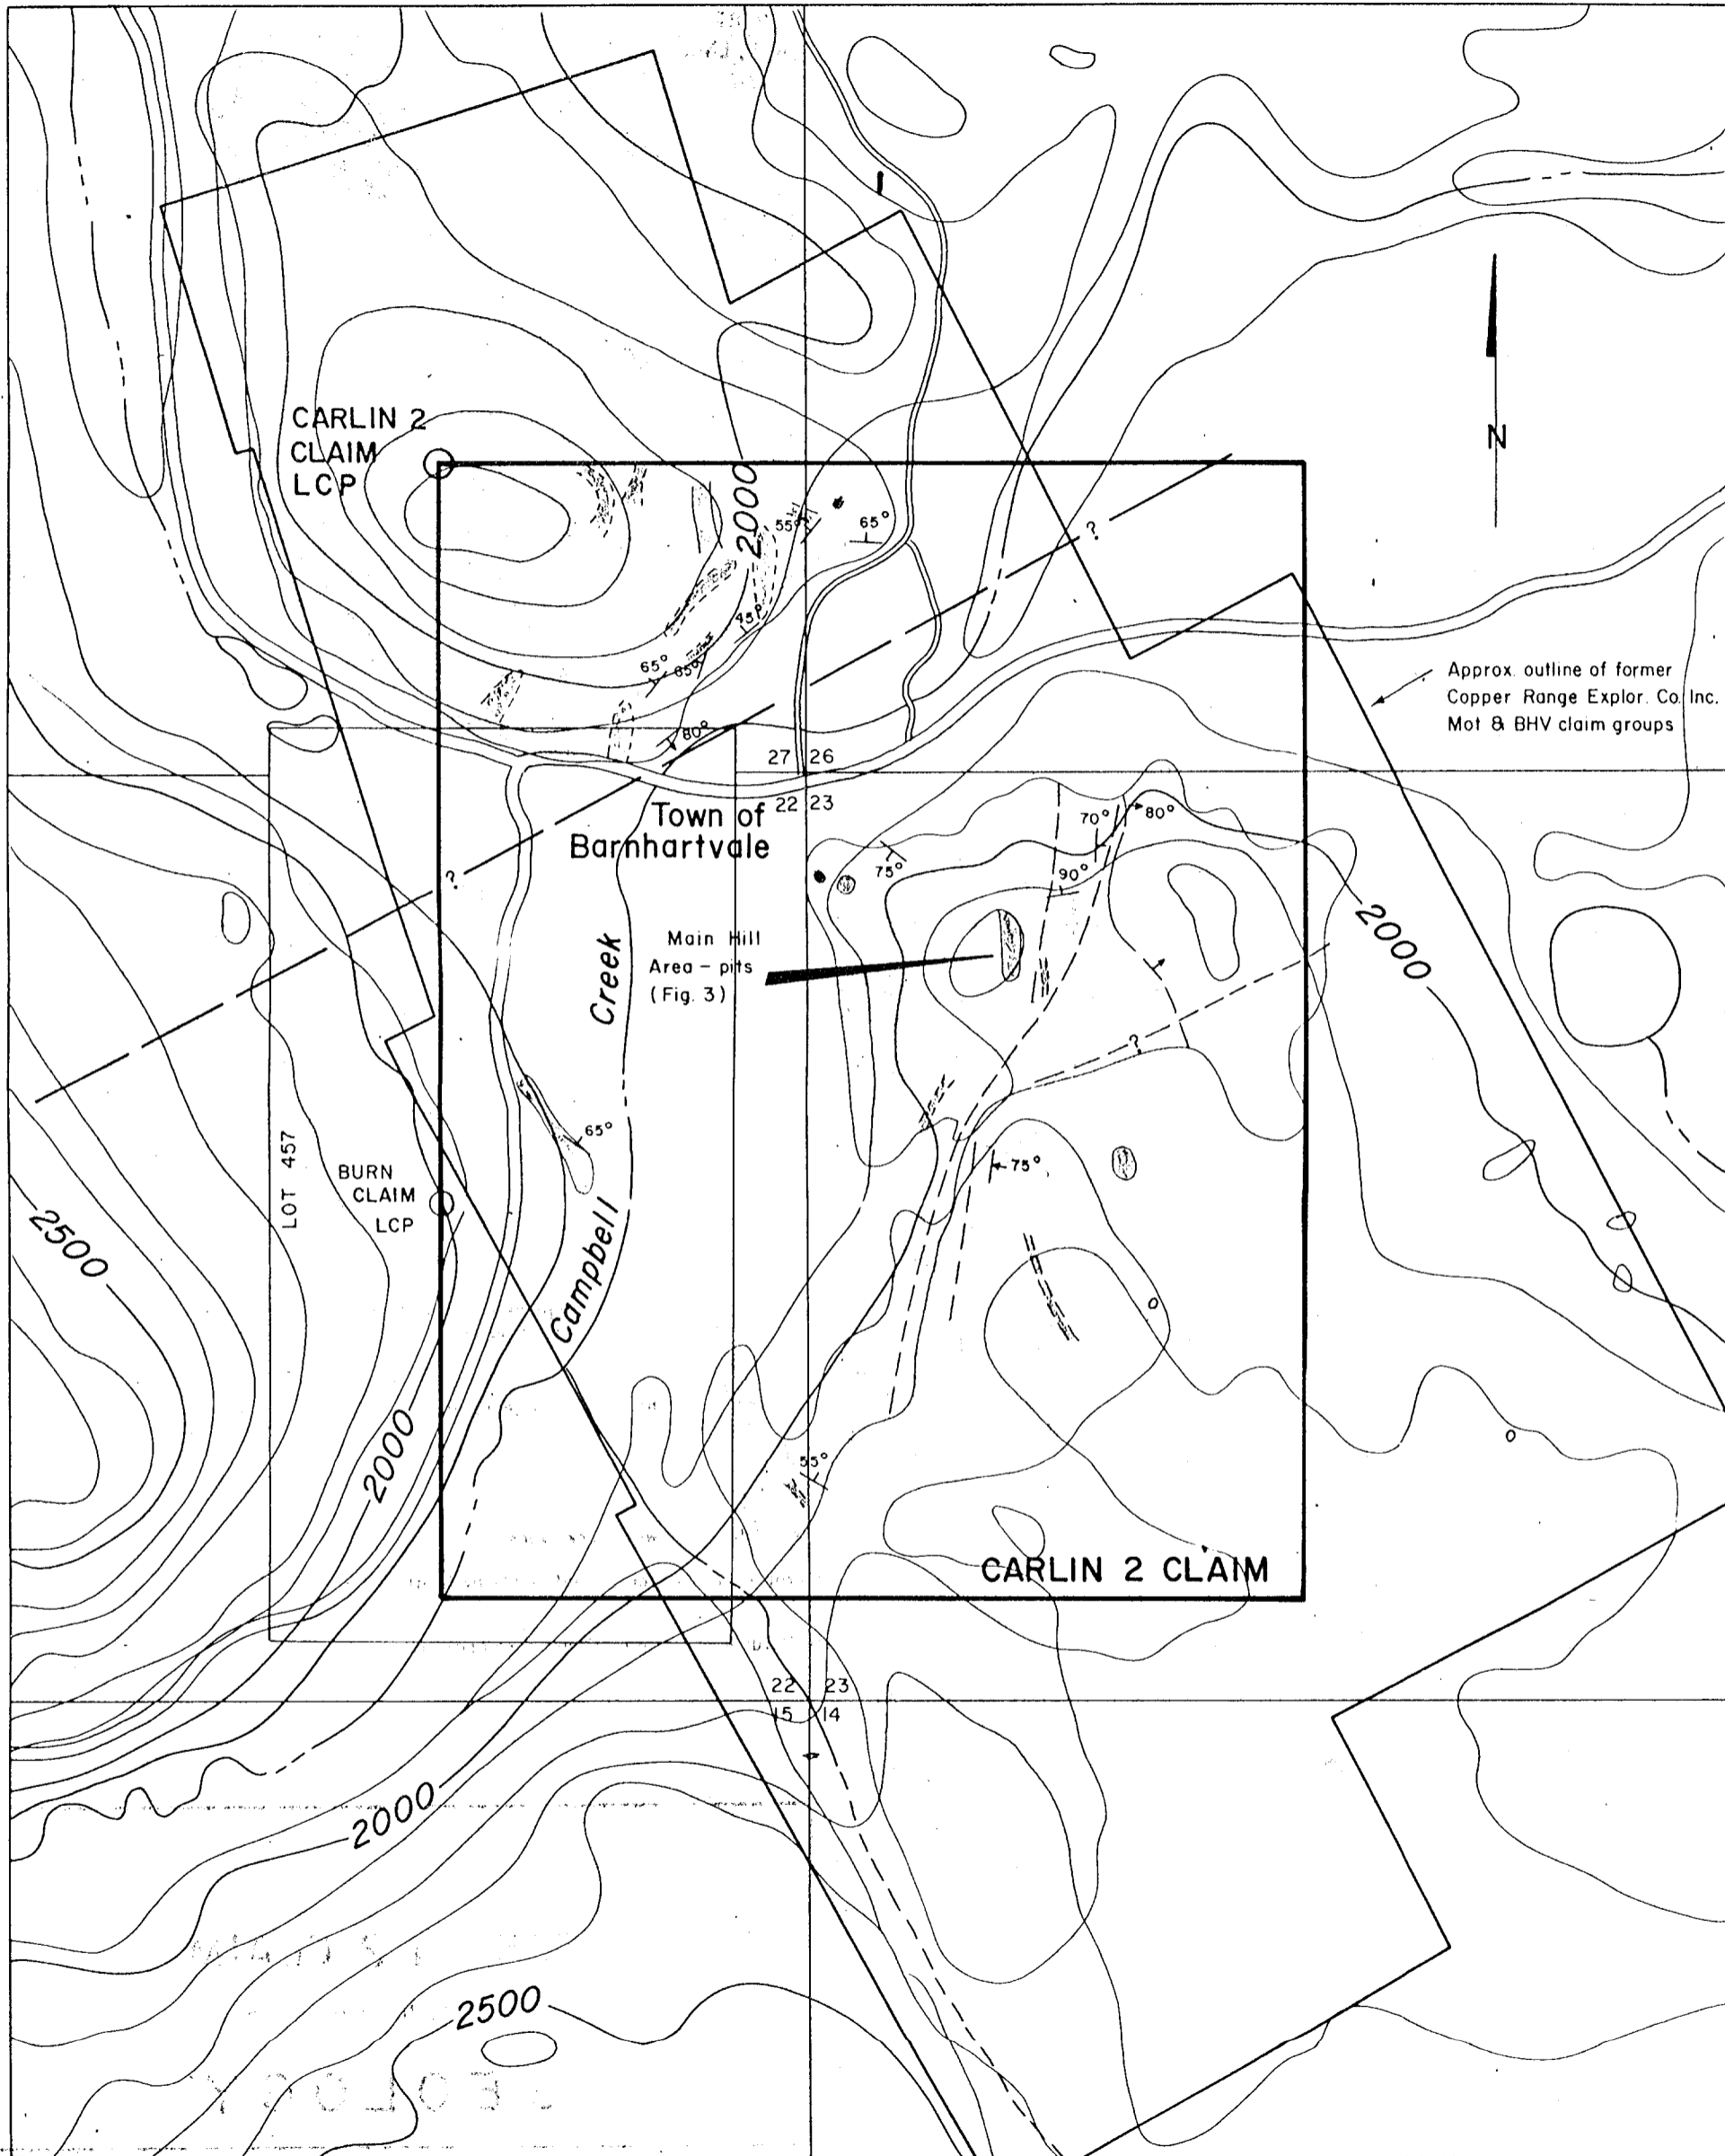 CARLIN 2
CLAIM
LCP
2000
N
55°
65°
45°
65°
65°
80°
?
Approx. outline of former
Copper Range Explor. Co. Inc.
Mot & BHV claim groups
27 26
22 23
Town of
Barnhartvale
70°
80°
75°
90°
?
Main Hill
Area – pits
(Fig. 3)
Creek
2000
?
65°
75°
LOT 457
BURN
CLAIM
LCP
2500
Campbell
2000
55°
CARLIN 2 CLAIM
22 23
15 14
2000
2500